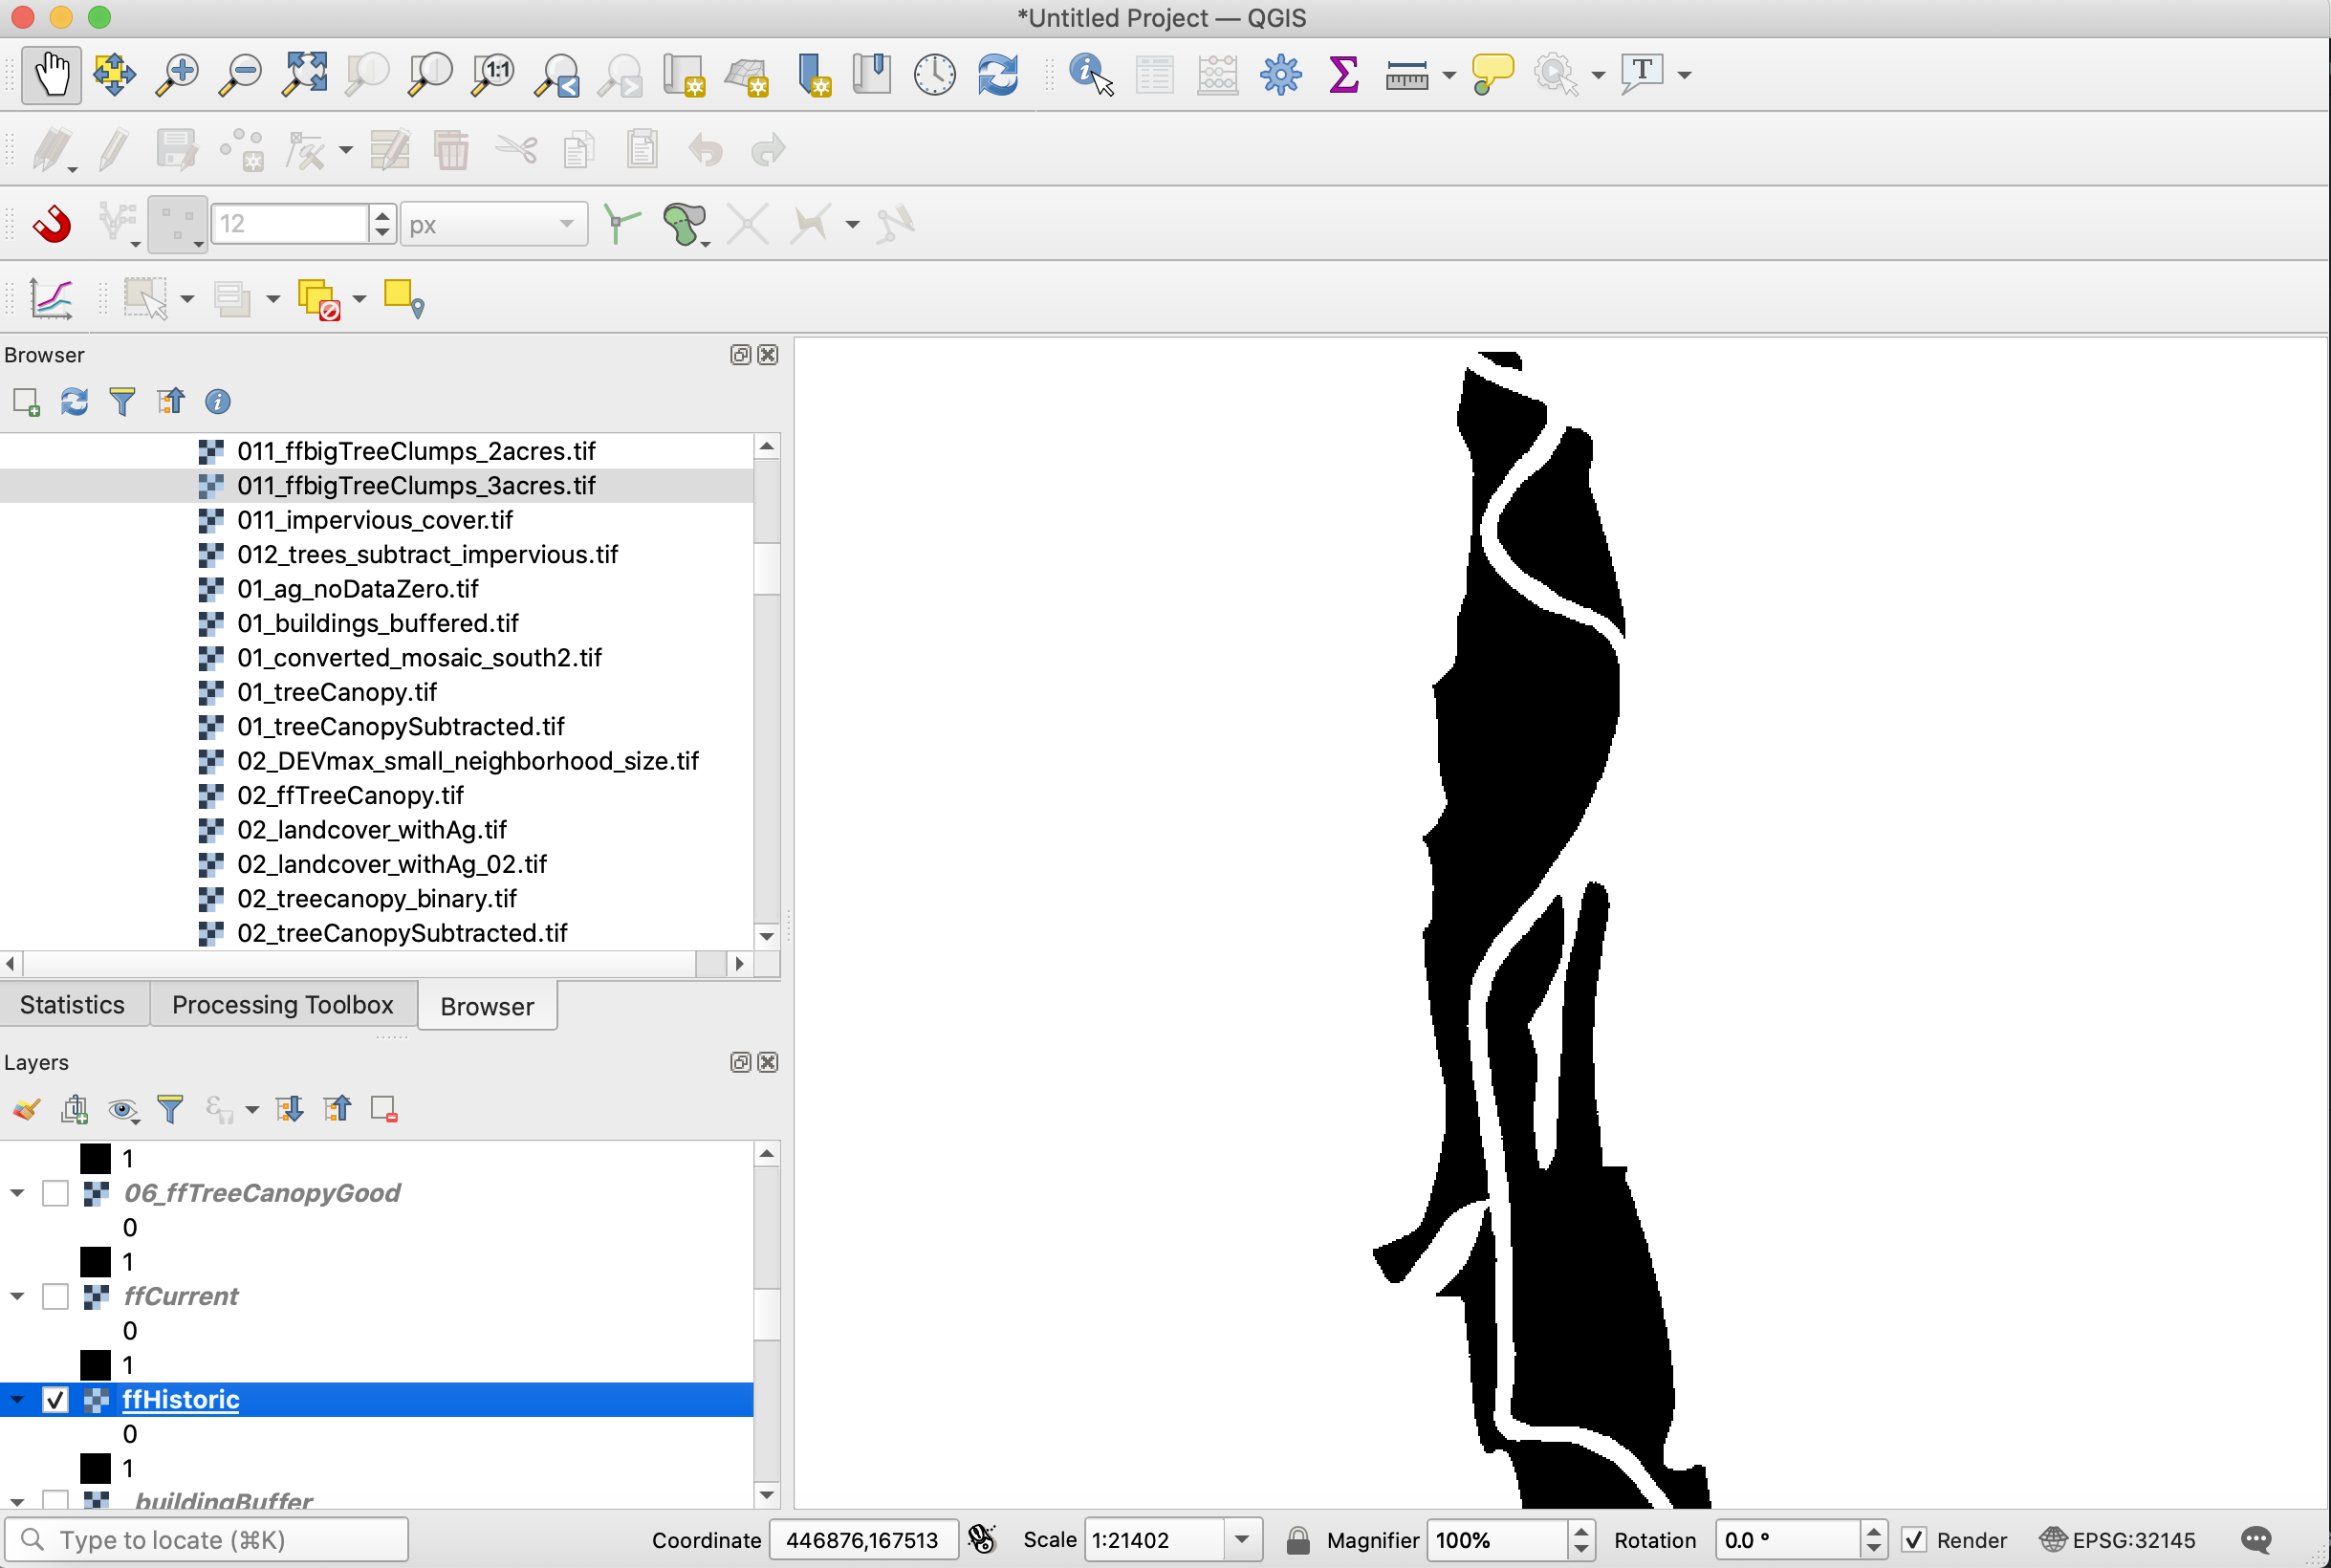 *Untitled Project — QGIS
1:1
T
12
px
Browser
011_ffbigTreeClumps_2acres.tif
011_ffbigTreeClumps_3acres.tif
011_impervious_cover.tif
012_trees_subtract_impervious.tif
01_ag_noDataZero.tif
01_buildings_buffered.tif
01_converted_mosaic_south2.tif
01_treeCanopy.tif
01_treeCanopySubtracted.tif
02_DEVmax_small_neighborhood_size.tif
02_ffTreeCanopy.tif
02_landcover_withAg.tif
02_landcover_withAg_02.tif
02_treecanopy_binary.tif
02_treeCanopySubtracted.tif
Statistics Processing Toolbox Browser
Layers
1
06_ffTreeCanopyGood
0
1
ffCurrent
0
1
ffHistoric
0
1
_buildingBuffer
Type to locate (⌘K) Coordinate 446876,167513 Scale 1:21402 Magnifier 100% Rotation 0.0 ° Render EPSG:32145